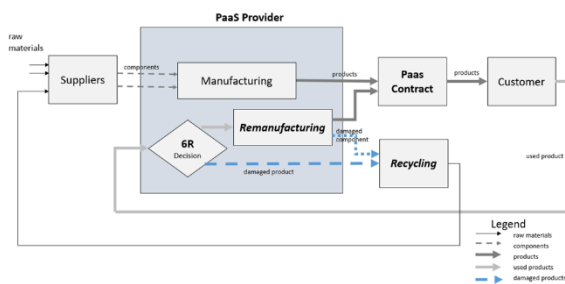 PaaS Provider
raw
materials
Suppliers
components
Manufacturing
products
Paas
Contract
products
Customer
Remanufacturing
damaged
component
6R
Decision
damaged product
Recycling
used product
Legend
raw materials
components
products
used products
damaged products